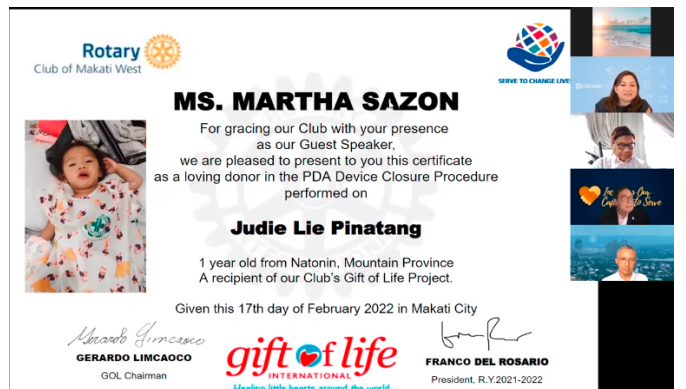 Rotary
Club of Makati West
SERVE TO CHANGE LIVES
MS. MARTHA SAZON
For gracing our Club with your presence
as our Guest Speaker,
we are pleased to present to you this certificate
as a loving donor in the PDA Device Closure Procedure
performed on
Judie Lie Pinatang
1 year old from Natonin, Mountain Province
A recipient of our Club's Gift of Life Project.
Given this 17th day of February 2022 in Makati City
Gerardo Limcaoco
GERARDO LIMCAOCO
GOL Chairman
gift of life
INTERNATIONAL
Healing little hearts around the world
FRANCO DEL ROSARIO
President, R.Y.2021-2022
to Serve